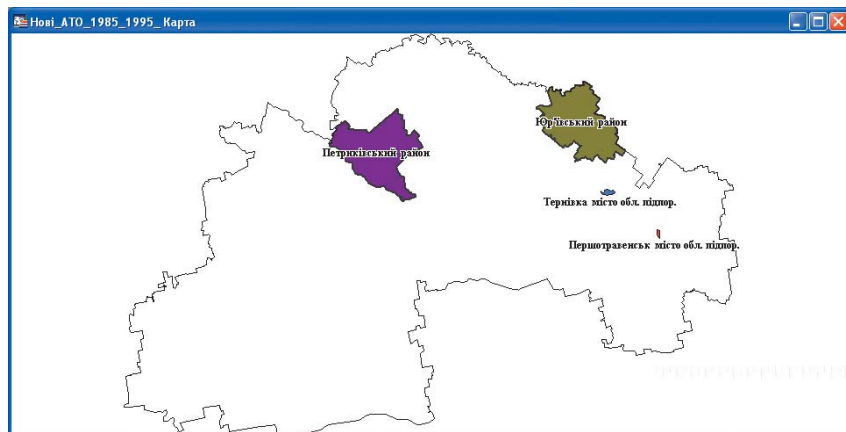 Нові_АТО_1985_1995_ Карта
Юр'ївський район
Петриківський район
Тернівка місто обл. підпор.
Першотравенськ місто обл. підпор.